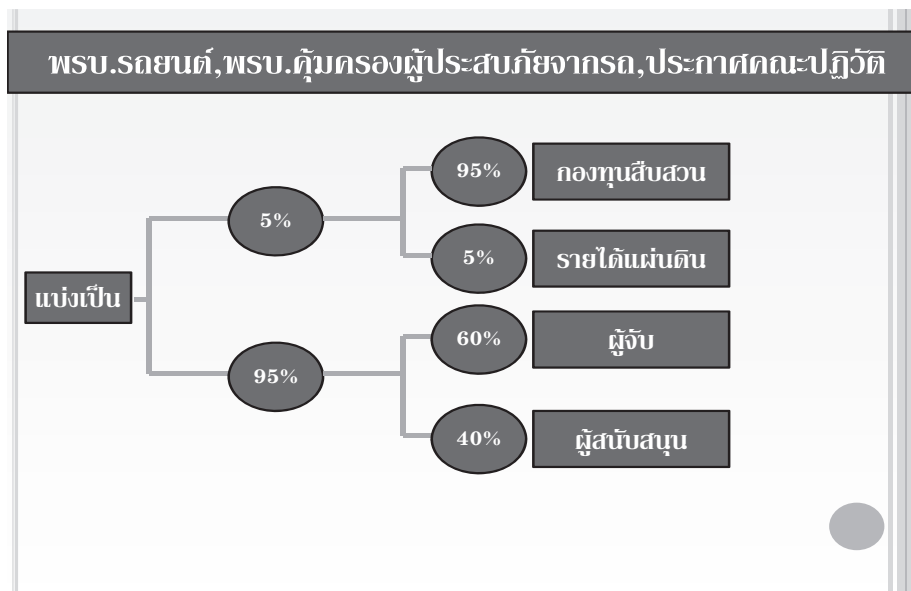 พรบ.รถยนต์,พรบ.คุ้มครองผู้ประสบภัยจากรถ,ประกาศคณะปฏิวัติ
95% กองทุนสืบสวน
5%
5% รายได้แผ่นดิน
แบ่งเป็น
60% ผู้จับ
95%
40% ผู้สนับสนุน